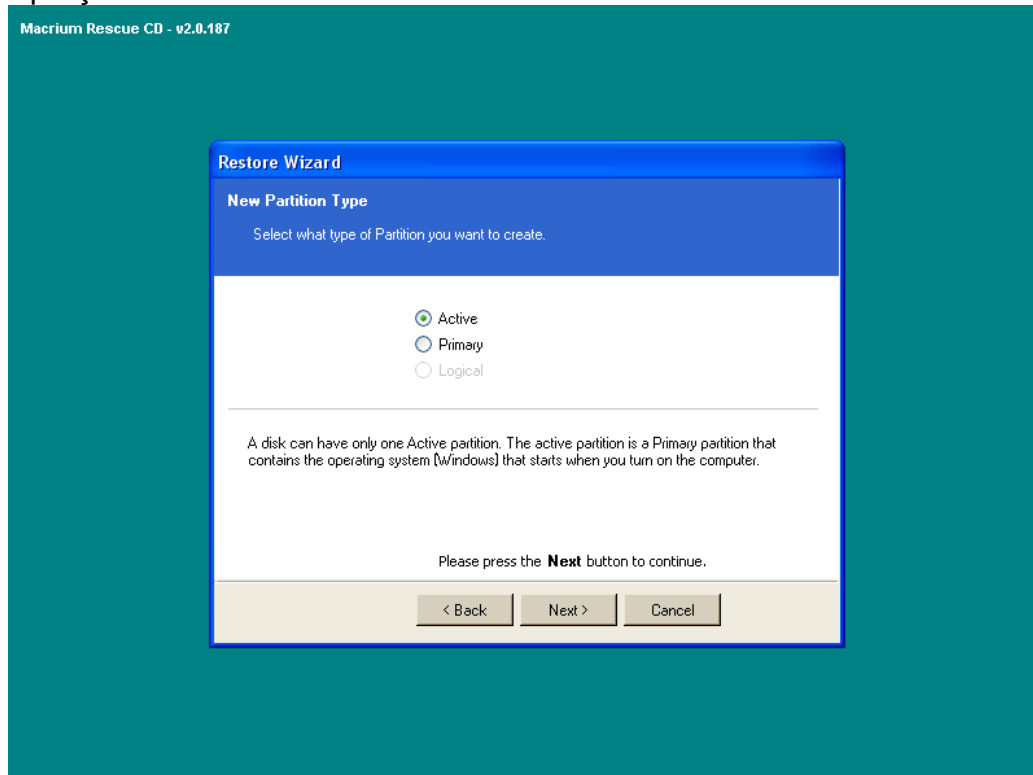 Macrium Rescue CD - v2.0.187
Restore Wizard
New Partition Type
Select what type of Partition you want to create.
Active
Primary
Logical
A disk can have only one Active partition. The active partition is a Primary partition that
contains the operating system (Windows) that starts when you turn on the computer.
Please press the Next button to continue.
< Back
Next >
Cancel